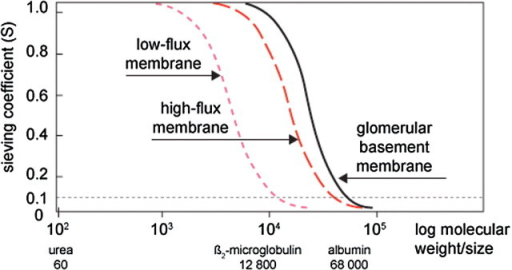 sieving coefficient (S)
1.0
0.8
0.6
0.4
0.2
0.1
0
low-flux
membrane
high-flux
membrane
glomerular
basement
membrane
10²
10³
10⁴
10⁵
log molecular
weight/size
urea
60
ß₂-microglobulin
12 800
albumin
68 000